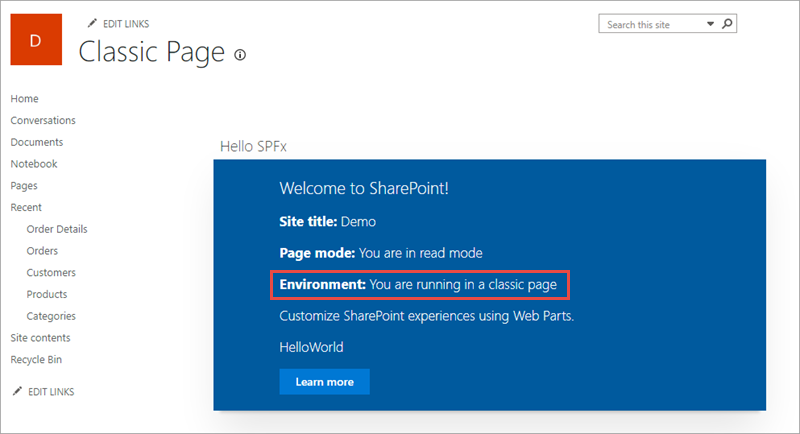 D
EDIT LINKS
Search this site
Classic Page
Home
Conversations
Documents
Notebook
Pages
Recent
Order Details
Orders
Customers
Products
Categories
Site contents
Recycle Bin
EDIT LINKS
Hello SPFx
Welcome to SharePoint!
Site title: Demo
Page mode: You are in read mode
Environment: You are running in a classic page
Customize SharePoint experiences using Web Parts.
HelloWorld
Learn more